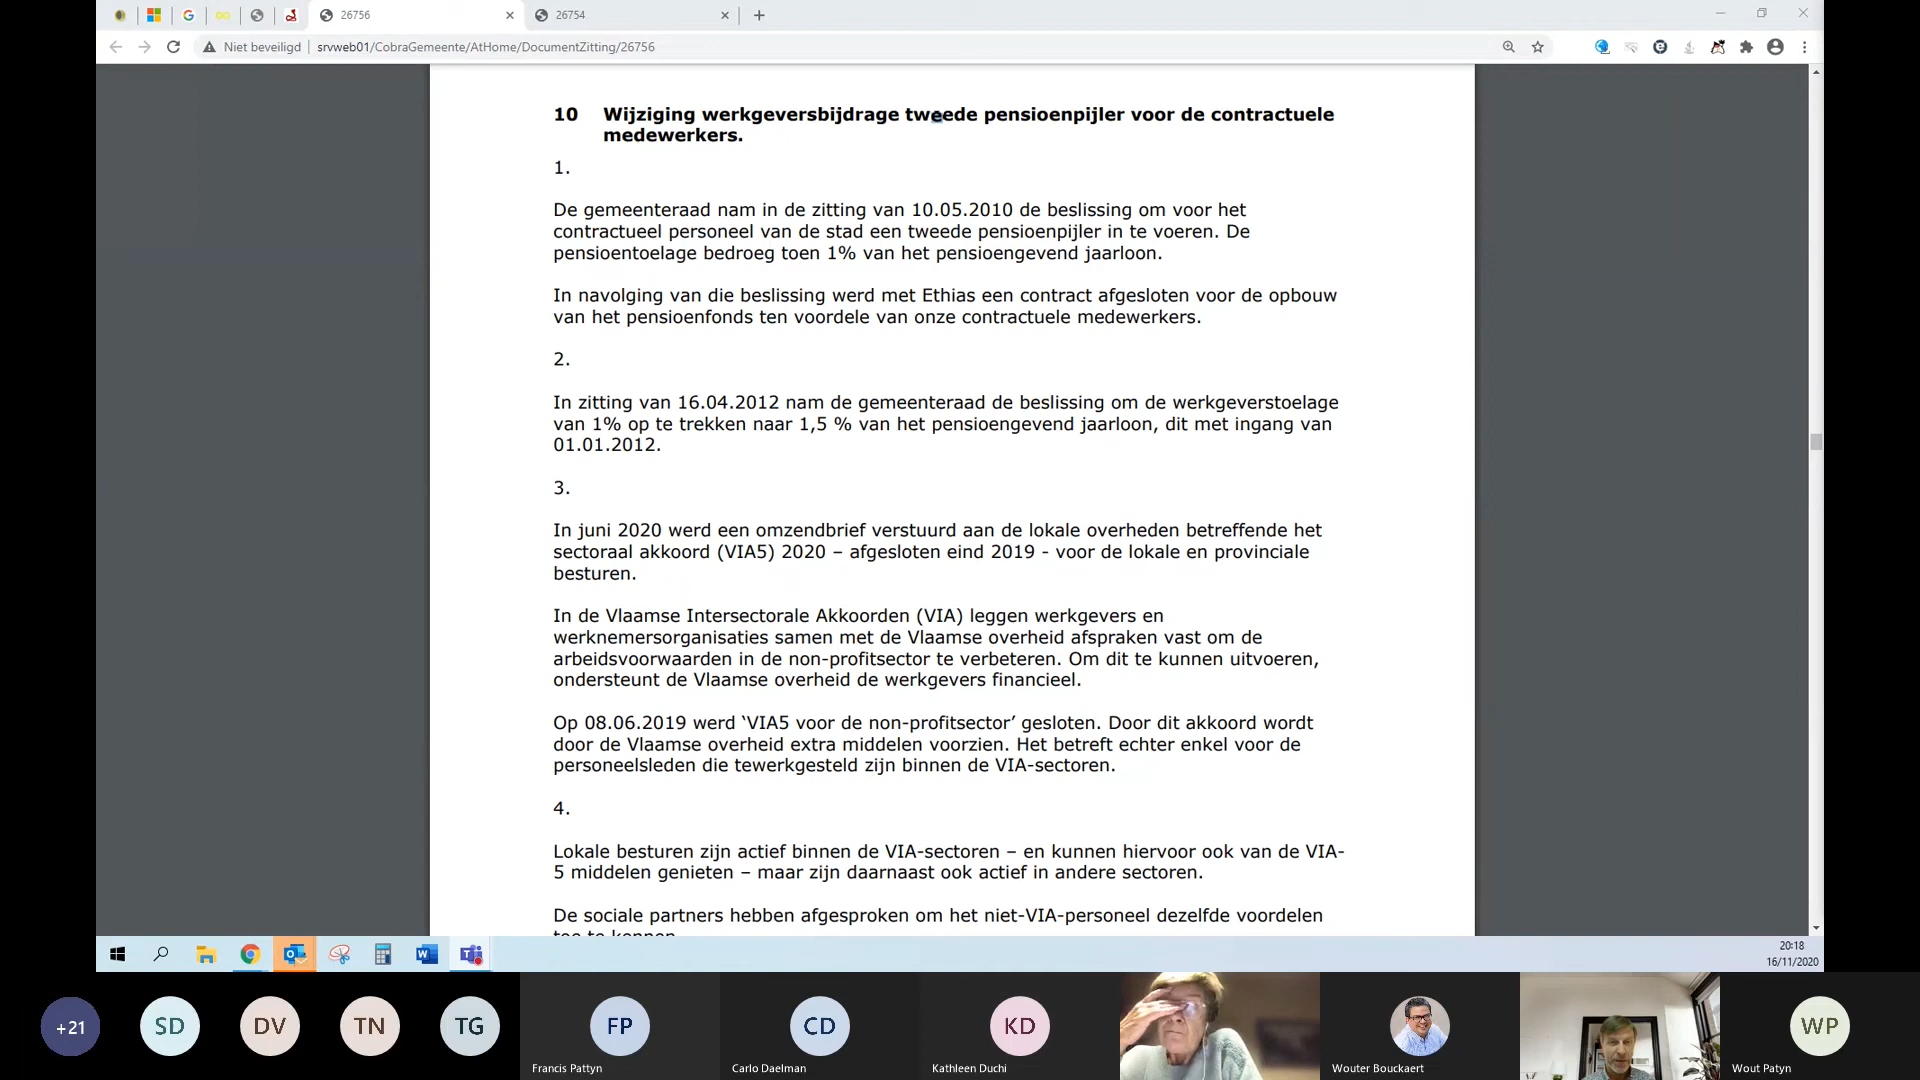 26756
26754
Niet beveiligd
srvweb01/CobraGemeente/AtHome/DocumentZitting/26756
10 Wijziging werkgeversbijdrage tweede pensioenpijler voor de contractuele
medewerkers.
1.
De gemeenteraad nam in de zitting van 10.05.2010 de beslissing om voor het
contractueel personeel van de stad een tweede pensioenpijler in te voeren. De
pensioentoelage bedroeg toen 1% van het pensioengevend jaarloon.
In navolging van die beslissing werd met Ethias een contract afgesloten voor de opbouw
van het pensioenfonds ten voordele van onze contractuele medewerkers.
2.
In zitting van 16.04.2012 nam de gemeenteraad de beslissing om de werkgeverstoelage
van 1% op te trekken naar 1,5 % van het pensioengevend jaarloon, dit met ingang van
01.01.2012.
3.
In juni 2020 werd een omzendbrief verstuurd aan de lokale overheden betreffende het
sectoraal akkoord (VIA5) 2020 – afgesloten eind 2019 - voor de lokale en provinciale
besturen.
In de Vlaamse Intersectorale Akkoorden (VIA) leggen werkgevers en
werknemersorganisaties samen met de Vlaamse overheid afspraken vast om de
arbeidsvoorwaarden in de non-profitsector te verbeteren. Om dit te kunnen uitvoeren,
ondersteunt de Vlaamse overheid de werkgevers financieel.
Op 08.06.2019 werd ‘VIA5 voor de non-profitsector’ gesloten. Door dit akkoord wordt
door de Vlaamse overheid extra middelen voorzien. Het betreft echter enkel voor de
personeelsleden die tewerkgesteld zijn binnen de VIA-sectoren.
4.
Lokale besturen zijn actief binnen de VIA-sectoren – en kunnen hiervoor ook van de VIA-
5 middelen genieten – maar zijn daarnaast ook actief in andere sectoren.
De sociale partners hebben afgesproken om het niet-VIA-personeel dezelfde voordelen
toe te kennen
20:18
16/11/2020
+21
SD
DV
TN
TG
FP
CD
KD
WP
Francis Pattyn
Carlo Daelman
Kathleen Duchi
Wouter Bouckaert
Wout Patyn